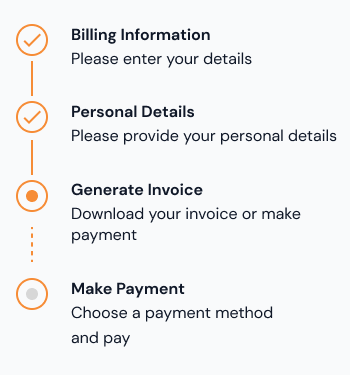 Billing Information
Please enter your details
Personal Details
Please provide your personal details
Generate Invoice
Download your invoice or make
payment
Make Payment
Choose a payment method
and pay